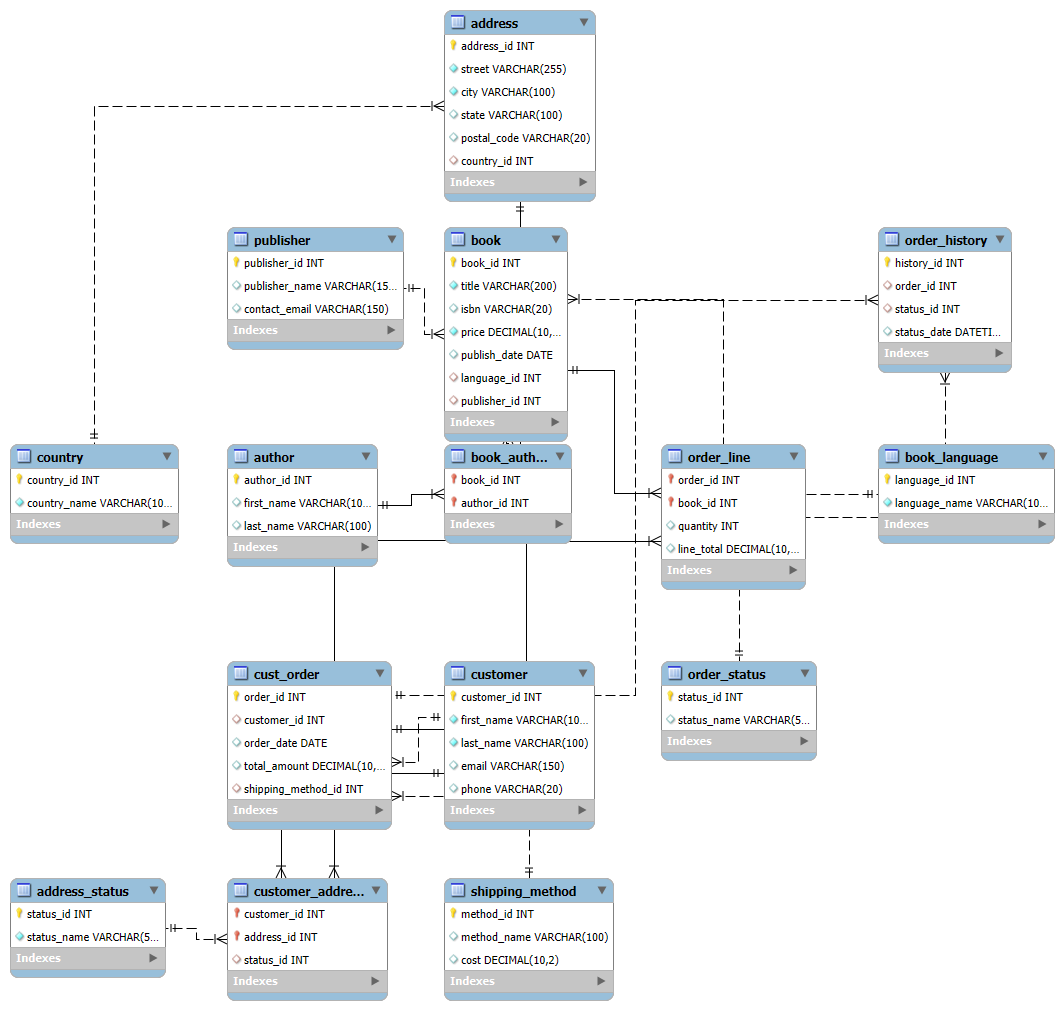 address
address_id INT
street VARCHAR(255)
city VARCHAR(100)
state VARCHAR(100)
postal_code VARCHAR(20)
country_id INT
Indexes
publisher
publisher_id INT
publisher_name VARCHAR(15...
contact_email VARCHAR(150)
Indexes
book
book_id INT
title VARCHAR(200)
isbn VARCHAR(20)
price DECIMAL(10,...
publish_date DATE
language_id INT
publisher_id INT
Indexes
order_history
history_id INT
order_id INT
status_id INT
status_date DATETI...
Indexes
country
country_id INT
country_name VARCHAR(10...
Indexes
author
author_id INT
first_name VARCHAR(10...
last_name VARCHAR(100)
Indexes
book_auth...
book_id INT
author_id INT
Indexes
order_line
order_id INT
book_id INT
quantity INT
line_total DECIMAL(10,...
Indexes
book_language
language_id INT
language_name VARCHAR(10...
Indexes
cust_order
order_id INT
customer_id INT
order_date DATE
total_amount DECIMAL(10,...
shipping_method_id INT
Indexes
customer
customer_id INT
first_name VARCHAR(10...
last_name VARCHAR(100)
email VARCHAR(150)
phone VARCHAR(20)
Indexes
order_status
status_id INT
status_name VARCHAR(5...
Indexes
address_status
status_id INT
status_name VARCHAR(5...
Indexes
customer_addre...
customer_id INT
address_id INT
status_id INT
Indexes
shipping_method
method_id INT
method_name VARCHAR(100)
cost DECIMAL(10,2)
Indexes